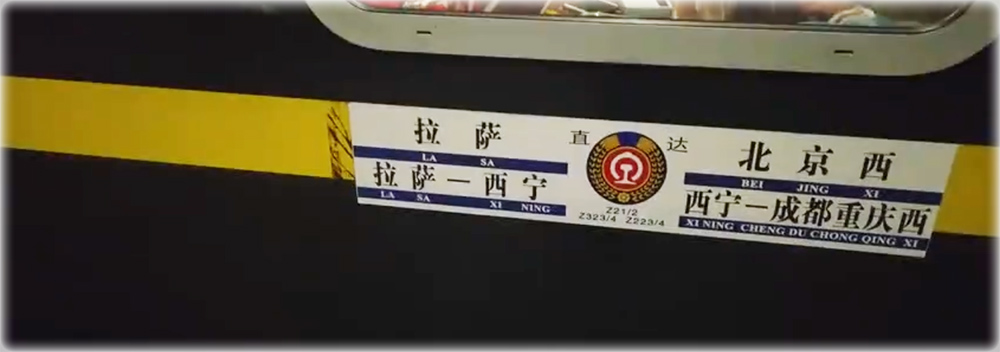 拉萨 直达 北京西
LA SA BEI JING XI
拉萨－西宁 西宁－成都重庆西
LA SA XI NING XI NING CHENG DU CHONG QING XI
Z21/2
Z323/4 Z223/4